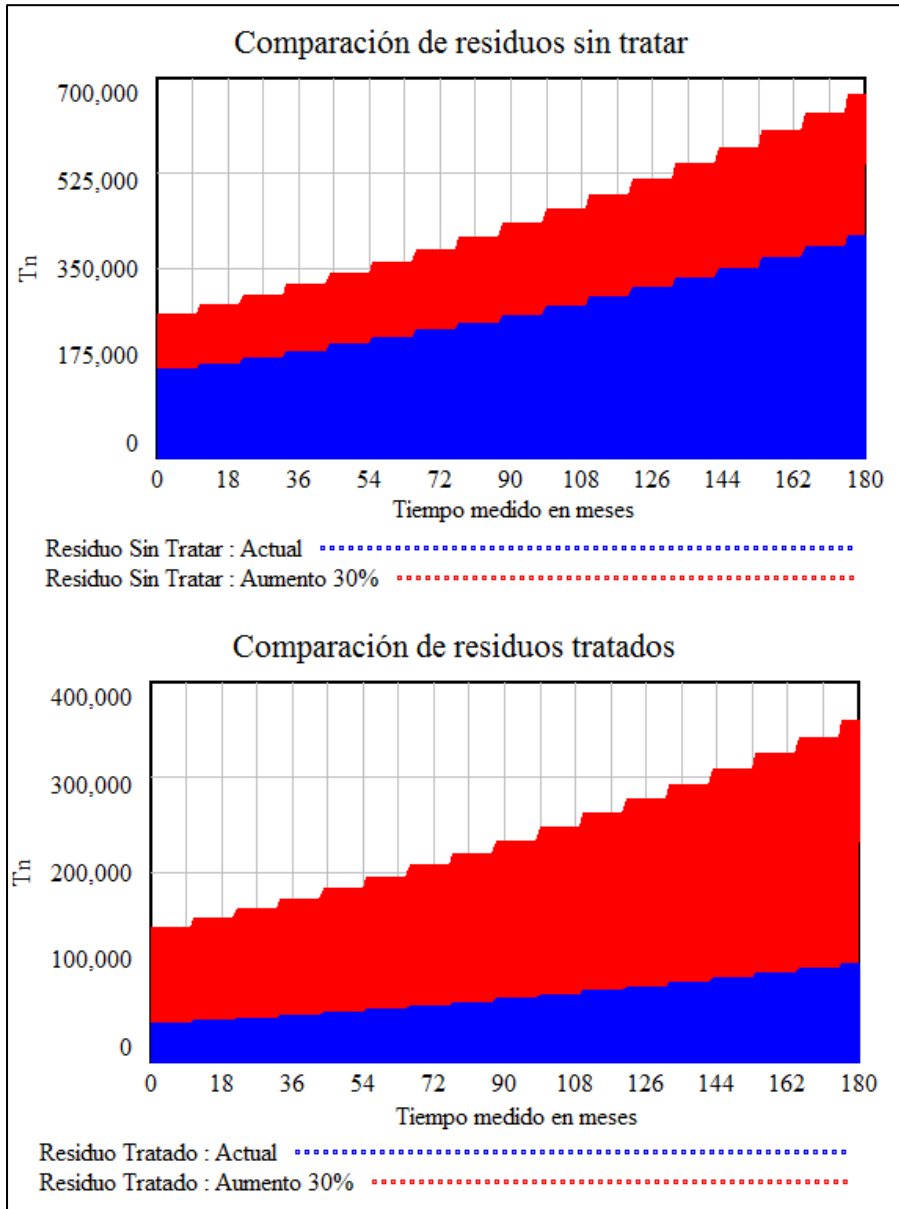 Comparación de residuos sin tratar
700,000
525,000
350,000
175,000
0
Tn
0 18 36 54 72 90 108 126 144 162 180
Tiempo medido en meses
Residuo Sin Tratar : Actual
Residuo Sin Tratar : Aumento 30%
Comparación de residuos tratados
400,000
300,000
200,000
100,000
0
Tn
0 18 36 54 72 90 108 126 144 162 180
Tiempo medido en meses
Residuo Tratado : Actual
Residuo Tratado : Aumento 30%